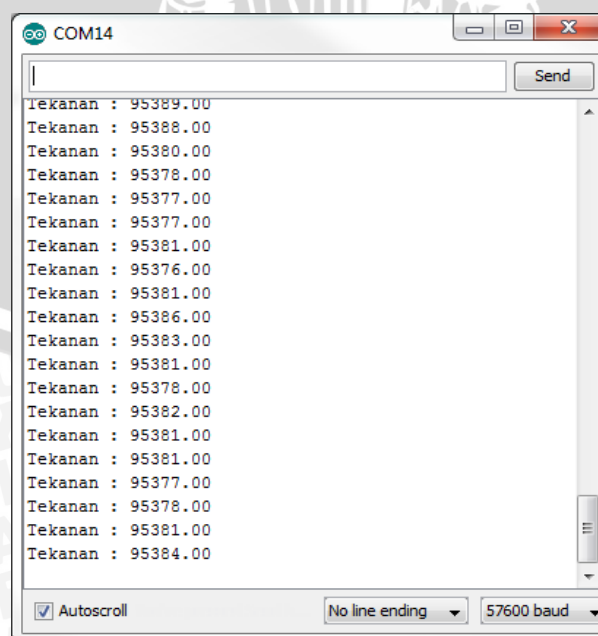 COM14
Send
Tekanan : 95389.00
Tekanan : 95388.00
Tekanan : 95380.00
Tekanan : 95378.00
Tekanan : 95377.00
Tekanan : 95377.00
Tekanan : 95381.00
Tekanan : 95376.00
Tekanan : 95381.00
Tekanan : 95386.00
Tekanan : 95383.00
Tekanan : 95381.00
Tekanan : 95378.00
Tekanan : 95382.00
Tekanan : 95381.00
Tekanan : 95381.00
Tekanan : 95377.00
Tekanan : 95378.00
Tekanan : 95381.00
Tekanan : 95384.00
Autoscroll No line ending 57600 baud